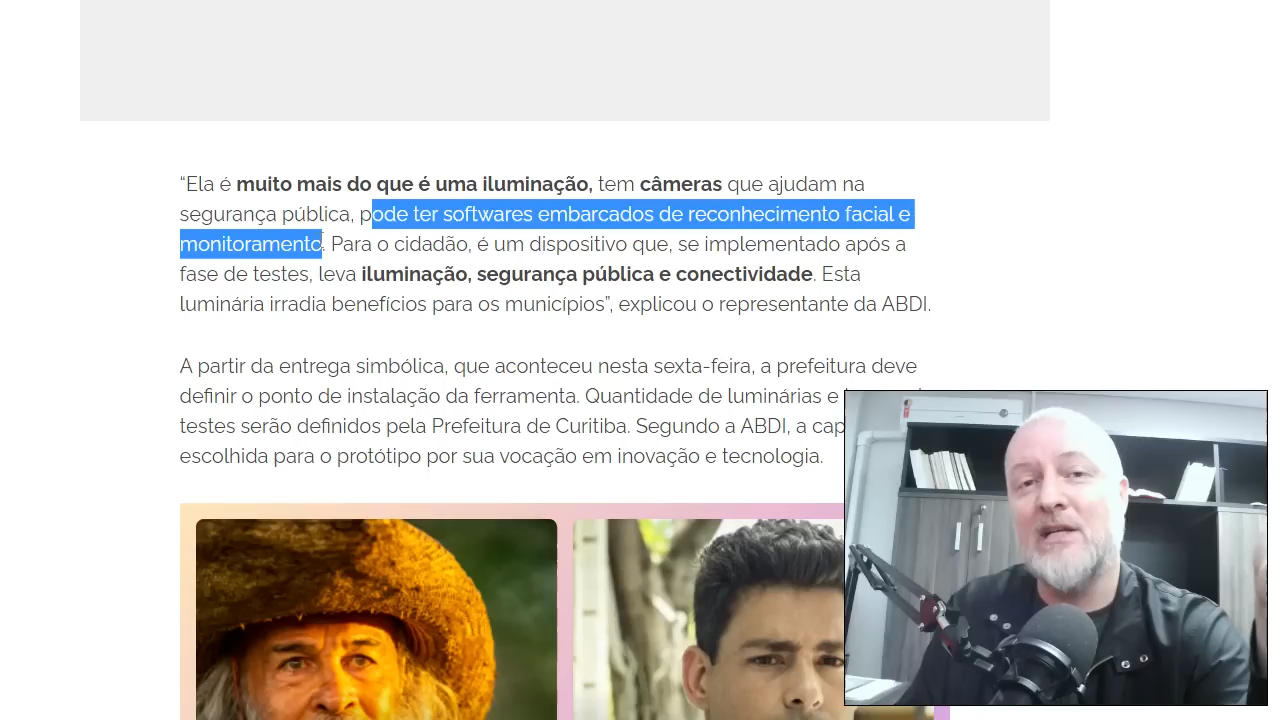 “Ela é muito mais do que é uma iluminação, tem câmeras que ajudam na
segurança pública, pode ter softwares embarcados de reconhecimento facial e
monitoramento. Para o cidadão, é um dispositivo que, se implementado após a
fase de testes, leva iluminação, segurança pública e conectividade. Esta
luminária irradia benefícios para os municípios”, explicou o representante da ABDI.
A partir da entrega simbólica, que aconteceu nesta sexta-feira, a prefeitura deve
definir o ponto de instalação da ferramenta. Quantidade de luminárias e
testes serão definidos pela Prefeitura de Curitiba. Segundo a ABDI, a
escolhida para o protótipo por sua vocação em inovação e tecnologia.